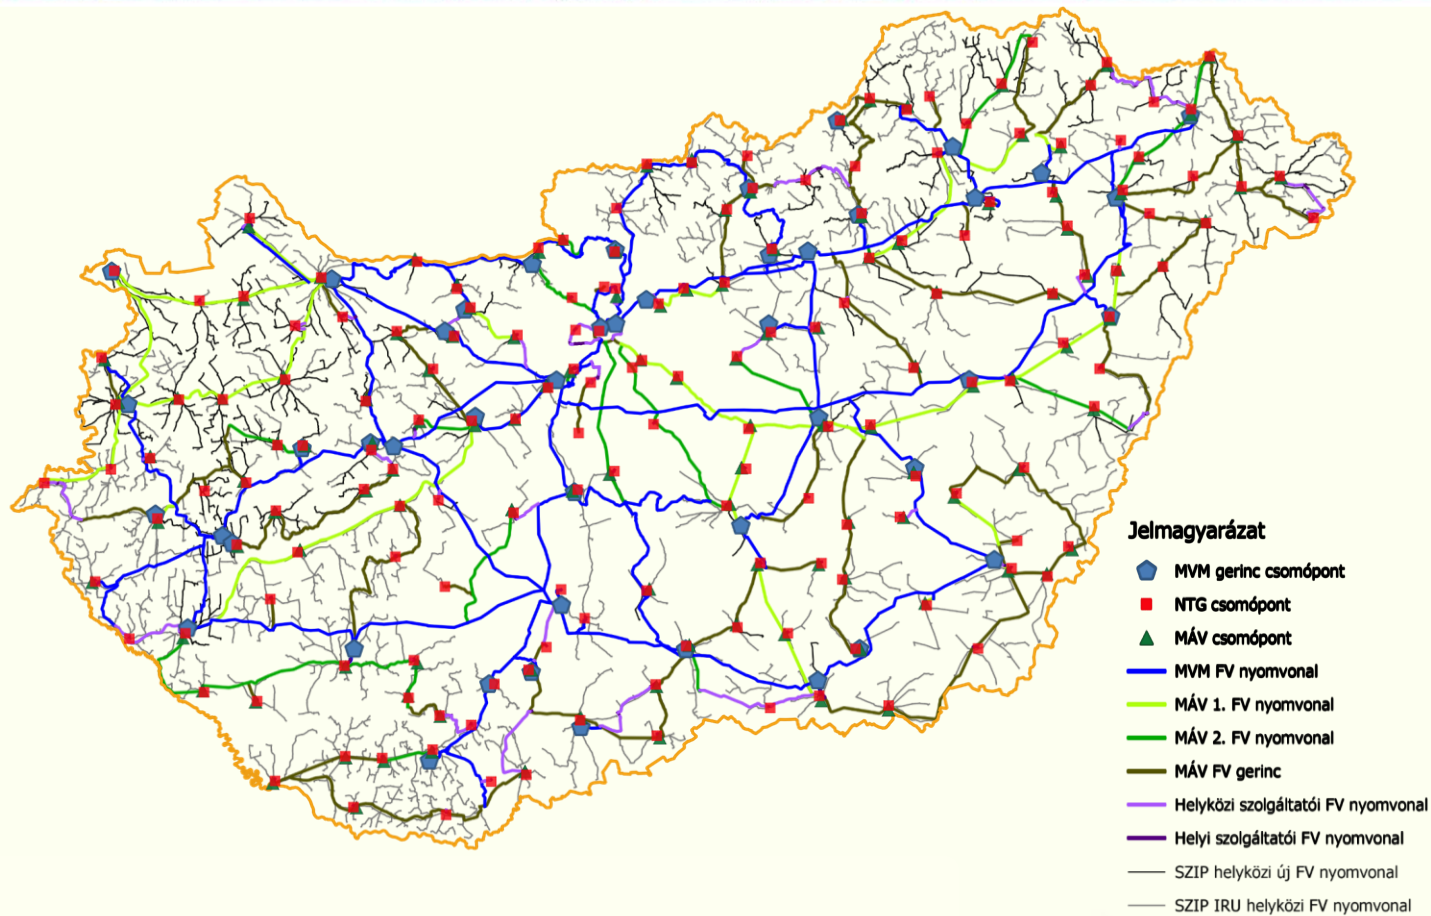 Jelmagyarázat
MVM gerinc csomópont
NTG csomópont
MÁV csomópont
MVM FV nyomvonal
MÁV 1. FV nyomvonal
MÁV 2. FV nyomvonal
MÁV FV gerinc
Helyközi szolgáltatói FV nyomvonal
Helyi szolgáltatói FV nyomvonal
SZIP helyközi új FV nyomvonal
SZIP IRU helyközi FV nyomvonal